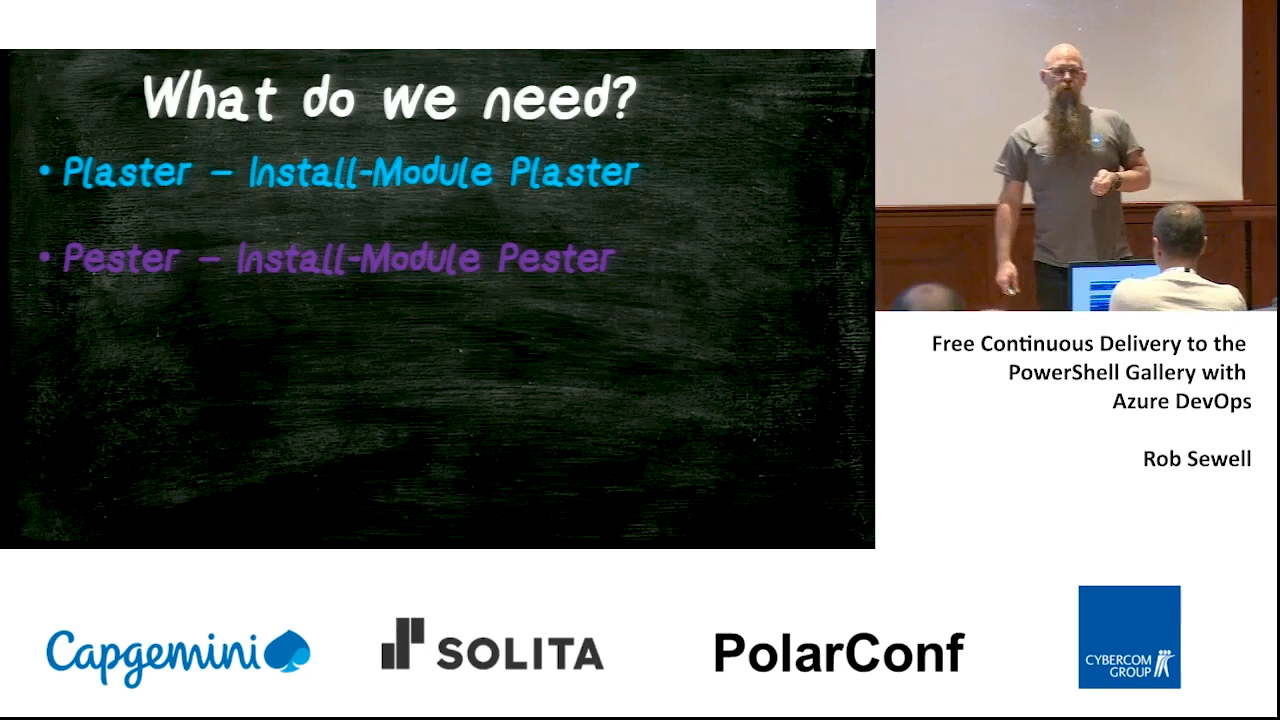 What do we need?
• Plaster – Install-Module Plaster
• Pester – Install-Module Pester
Free Continuous Delivery to the
PowerShell Gallery with
Azure DevOps
Rob Sewell
Capgemini
SOLITA
PolarConf
CYBERCOM
GROUP